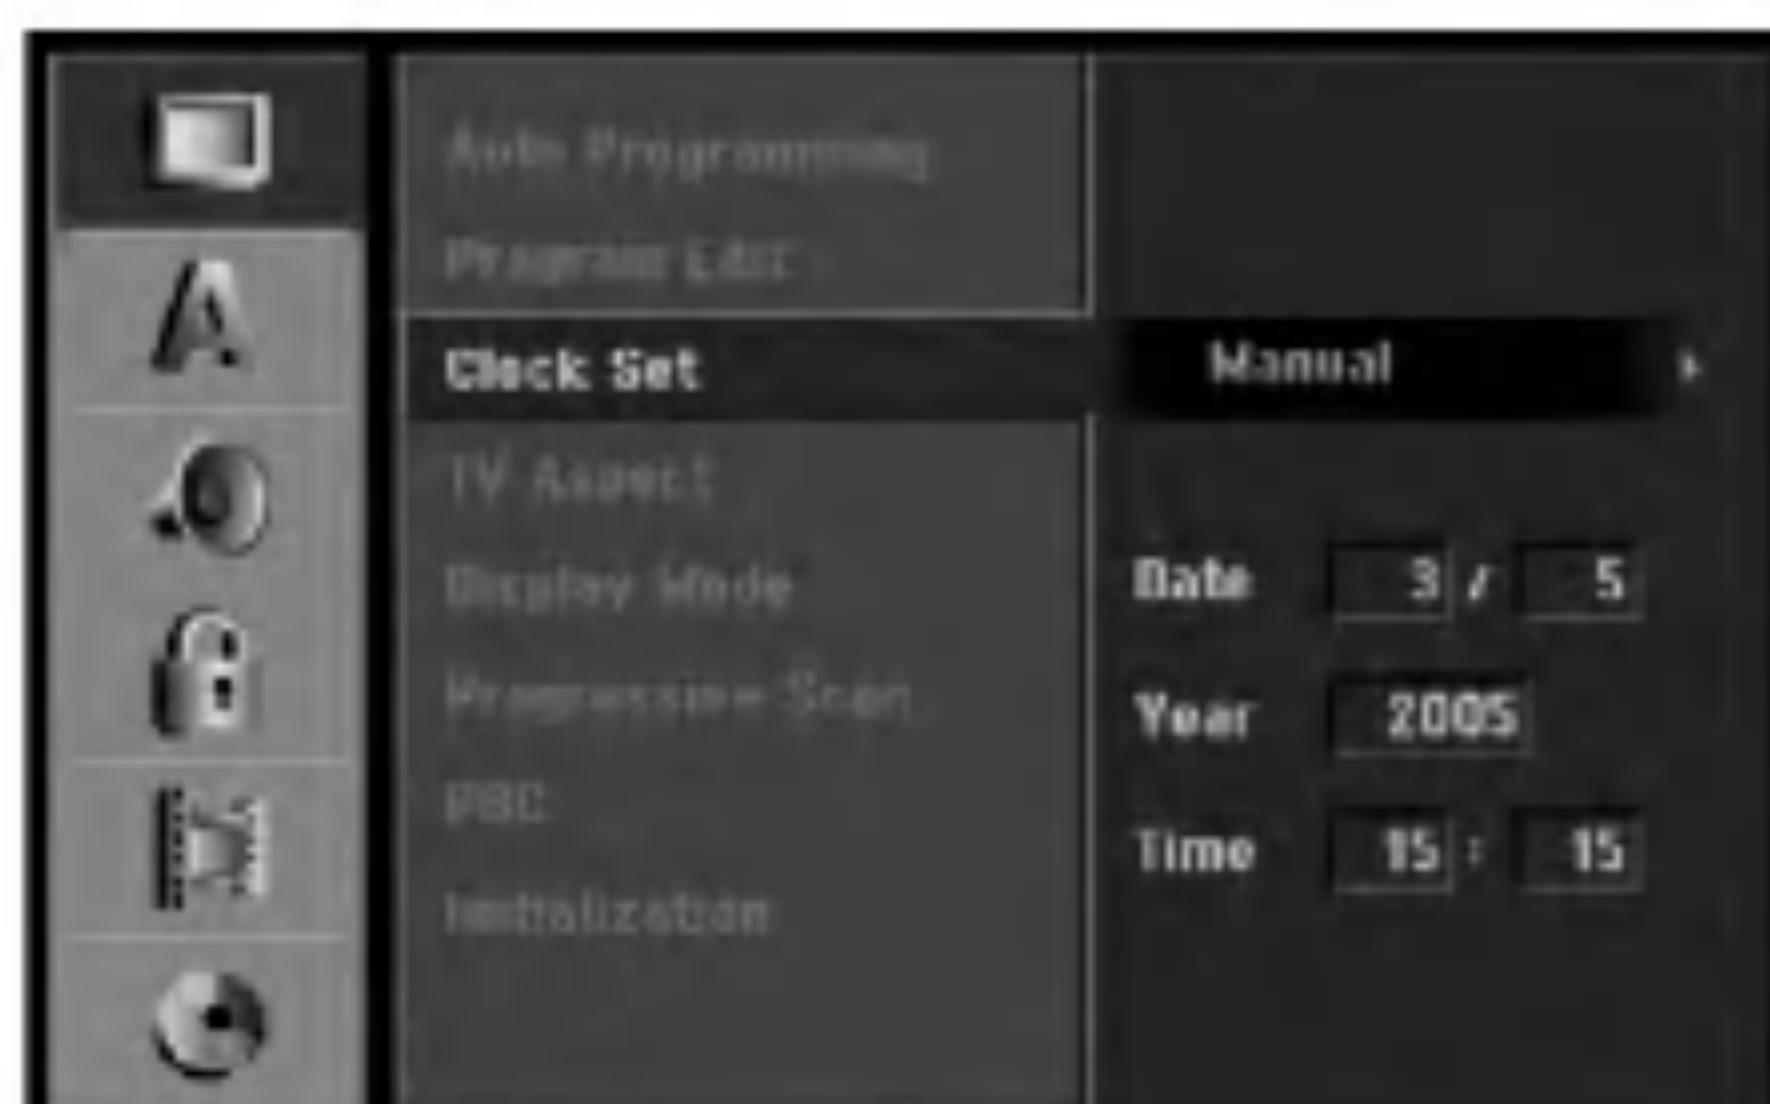 Auto Programming
Program Edit
Clock Set
Manual
TV Aspect
Display Mode
Date 3 / 5
Progressive Scan
Year 2005
PBC
Time 15 : 15
Initialization